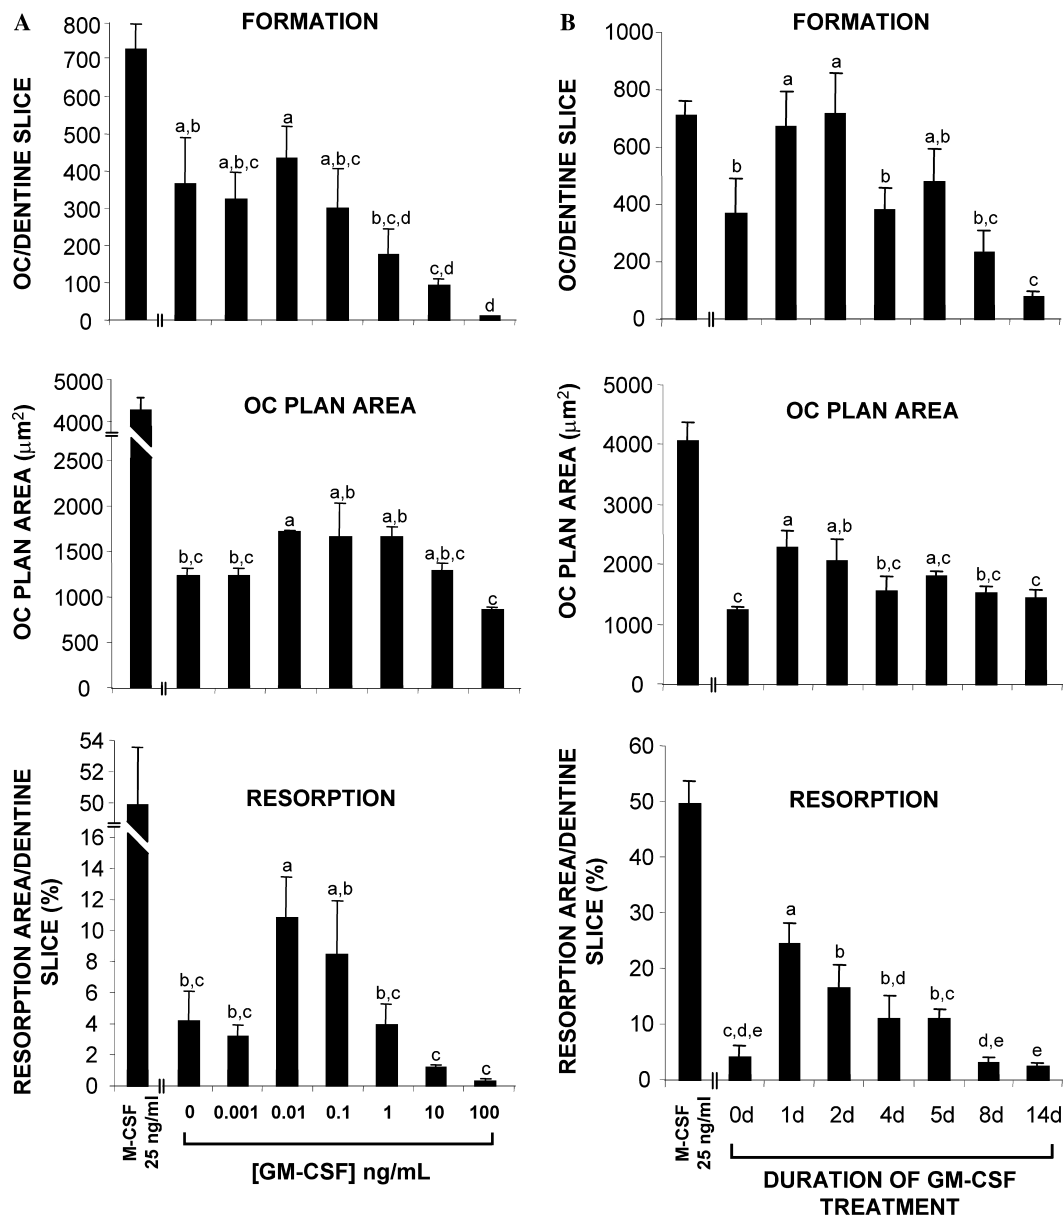 A
FORMATION
OC/DENTINE SLICE
800
700
600
500
400
300
200
100
0
a,b
a,b,c
a
a,b,c
b,c,d
c,d
d
OC PLAN AREA
OC PLAN AREA (μm²)
5000
4000
2500
2000
1500
1000
500
0
b,c
b,c
a
a,b
a,b
a,b,c
c
RESORPTION
RESORPTION AREA/DENTINE
SLICE (%)
54
52
50
16
14
12
10
8
6
4
2
0
b,c
b,c
a
a,b
b,c
c
c
M-CSF
25 ng/ml
0 0.001 0.01 0.1 1 10 100
[GM-CSF] ng/mL
B
FORMATION
OC/DENTINE SLICE
1000
800
600
400
200
0
b
a
a
b
a,b
b,c
c
OC PLAN AREA
OC PLAN AREA (μm²)
5000
4000
3000
2000
1000
0
c
a
a,b
b,c
a,c
b,c
c
RESORPTION
RESORPTION AREA/DENTINE
SLICE (%)
60
50
40
30
20
10
0
c,d,e
a
b
b,d
b,c
d,e
e
M-CSF
25 ng/ml
0d 1d 2d 4d 5d 8d 14d
DURATION OF GM-CSF
TREATMENT